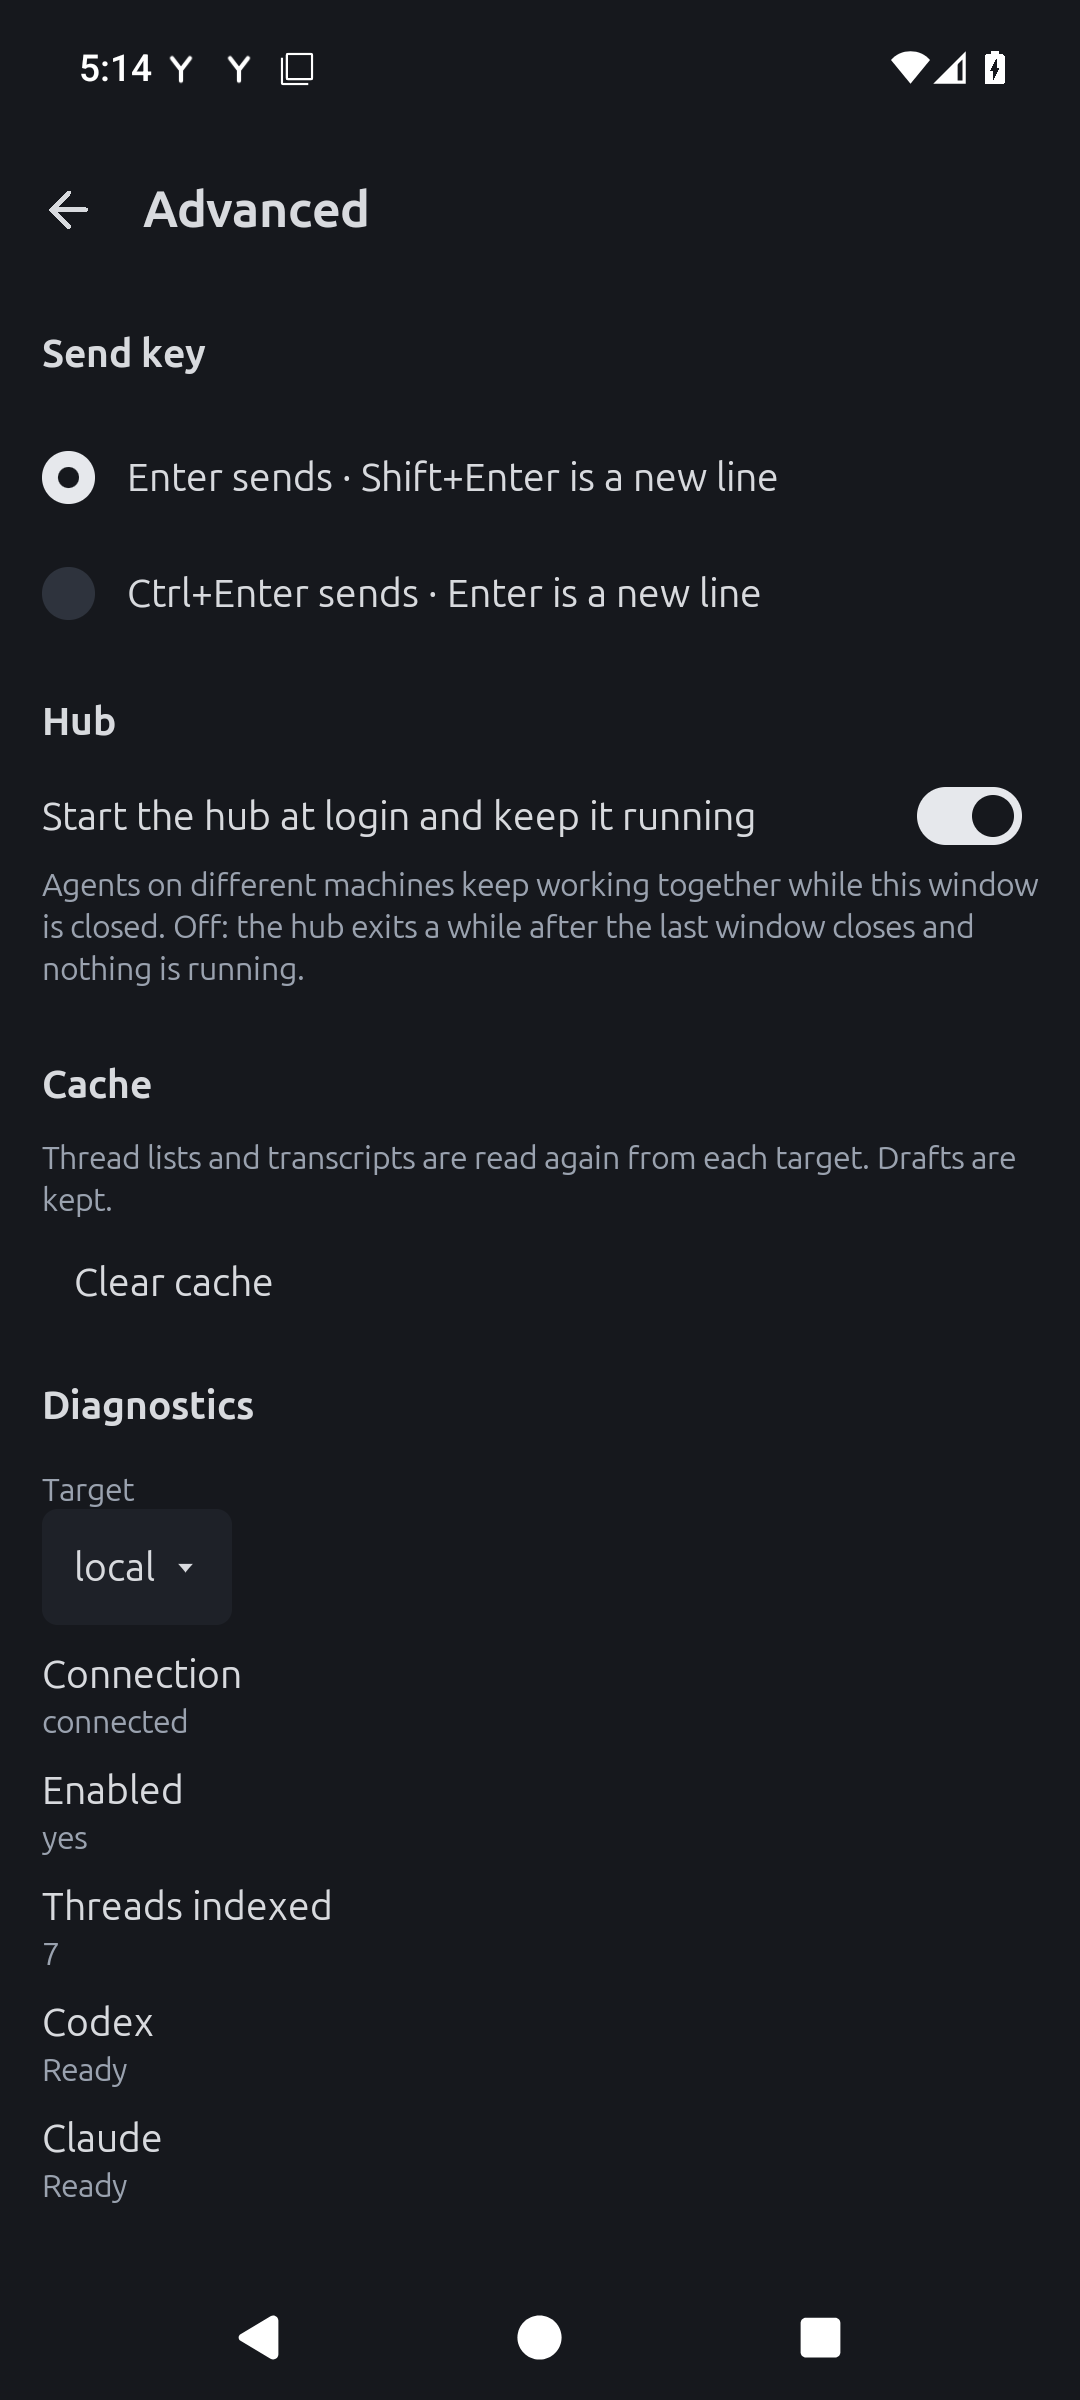 5:14
Advanced
Send key
Enter sends · Shift+Enter is a new line
Ctrl+Enter sends · Enter is a new line
Hub
Start the hub at login and keep it running
Agents on different machines keep working together while this window
is closed. Off: the hub exits a while after the last window closes and
nothing is running.
Cache
Thread lists and transcripts are read again from each target. Drafts are
kept.
Clear cache
Diagnostics
Target
local
Connection
connected
Enabled
yes
Threads indexed
7
Codex
Ready
Claude
Ready